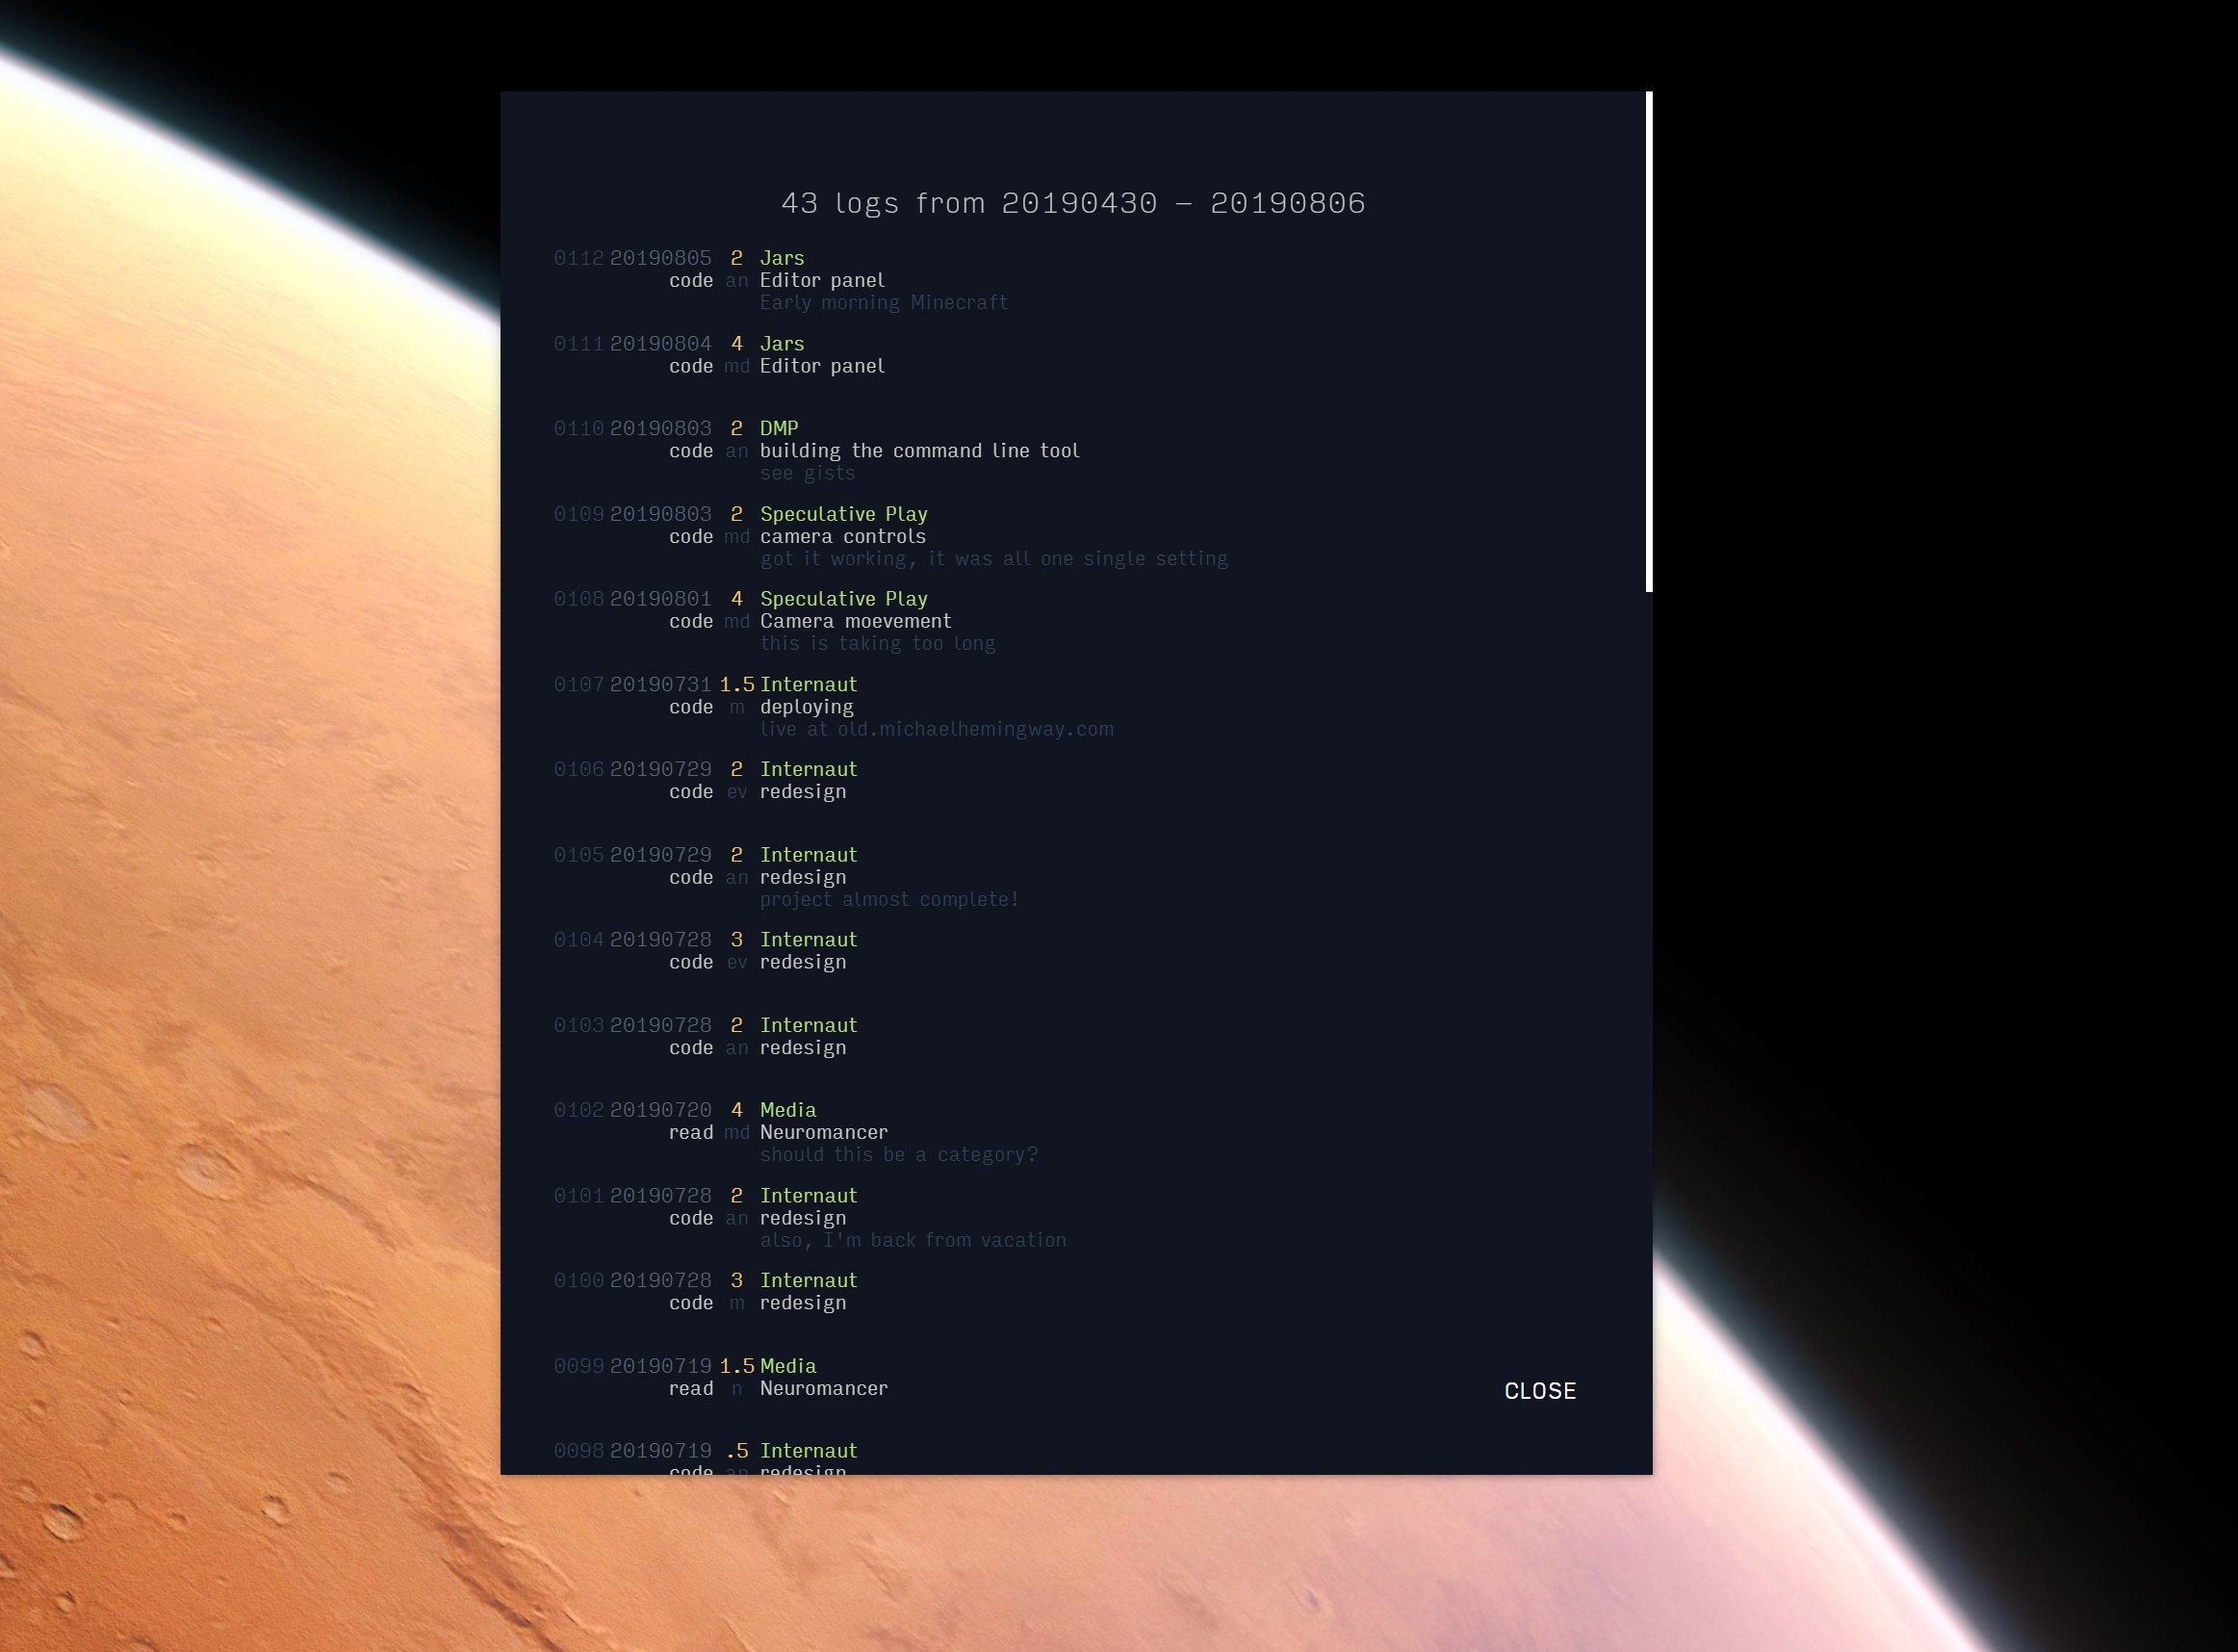 43 logs from 20190430 – 20190806
0112 20190805 2 Jars
code an Editor panel
Early morning Minecraft
0111 20190804 4 Jars
code md Editor panel
0110 20190803 2 DMP
code an building the command line tool
see gists
0109 20190803 2 Speculative Play
code md camera controls
got it working, it was all one single setting
0108 20190801 4 Speculative Play
code md Camera moevement
this is taking too long
0107 20190731 1.5 Internaut
code m deploying
live at old.michaelhemingway.com
0106 20190729 2 Internaut
code ev redesign
0105 20190729 2 Internaut
code an redesign
project almost complete!
0104 20190728 3 Internaut
code ev redesign
0103 20190728 2 Internaut
code an redesign
0102 20190720 4 Media
read md Neuromancer
should this be a category?
0101 20190728 2 Internaut
code an redesign
also, I'm back from vacation
0100 20190728 3 Internaut
code m redesign
0099 20190719 1.5 Media
read n Neuromancer
CLOSE
0098 20190719 .5 Internaut
code an redesign